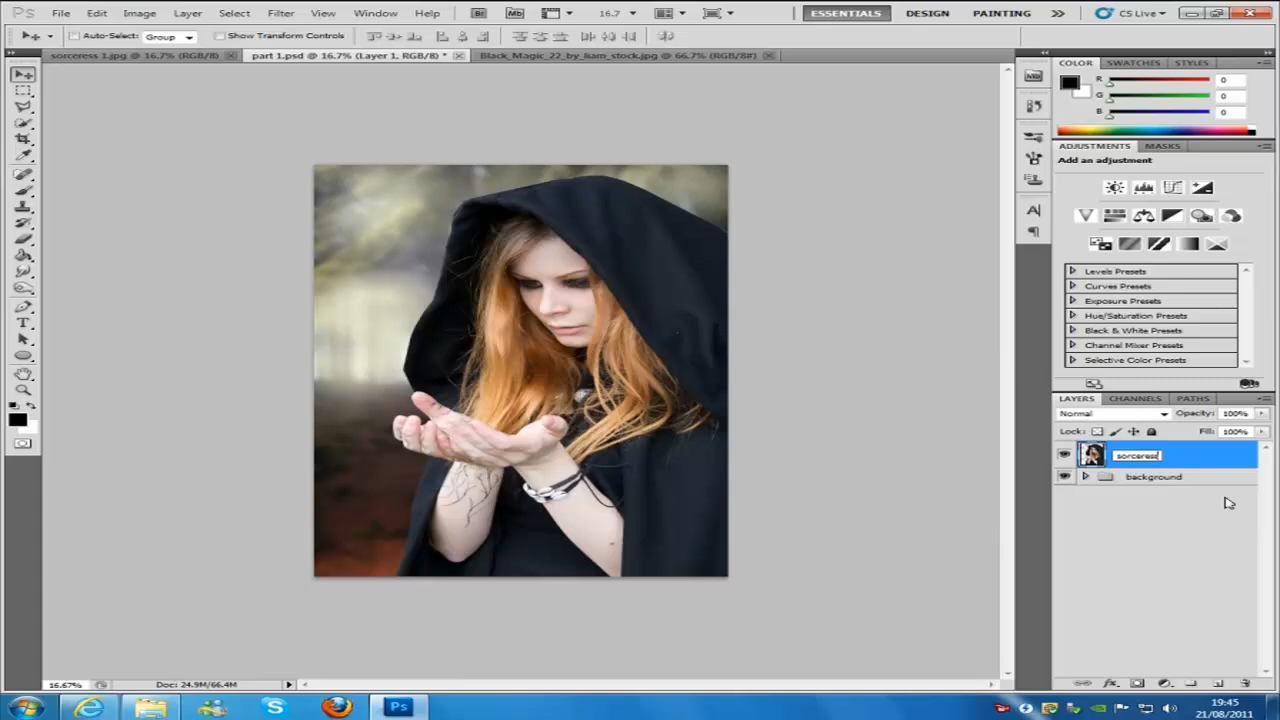 Ps File Edit Image Layer Select Filter View Window Help Br Mb 16.7 ESSENTIALS DESIGN PAINTING CS Live
Auto-Select: Group Show Transform Controls
sorceress 1.jpg @ 16.7% (RGB/8) part 1.psd @ 16.7% (Layer 1, RGB/8) * Black_Magic_22_by_liam_stock.jpg @ 66.7% (RGB/8#)
COLOR SWATCHES STYLES
R 0
G 0
B 0
ADJUSTMENTS MASKS
Add an adjustment
Levels Presets
Curves Presets
Exposure Presets
Hue/Saturation Presets
Black & White Presets
Channel Mixer Presets
Selective Color Presets
LAYERS CHANNELS PATHS
Normal Opacity: 100%
Lock: Fill: 100%
sorceress
background
16.67% Doc: 24.9M/66.4M
Ps 19:45
21/08/2011